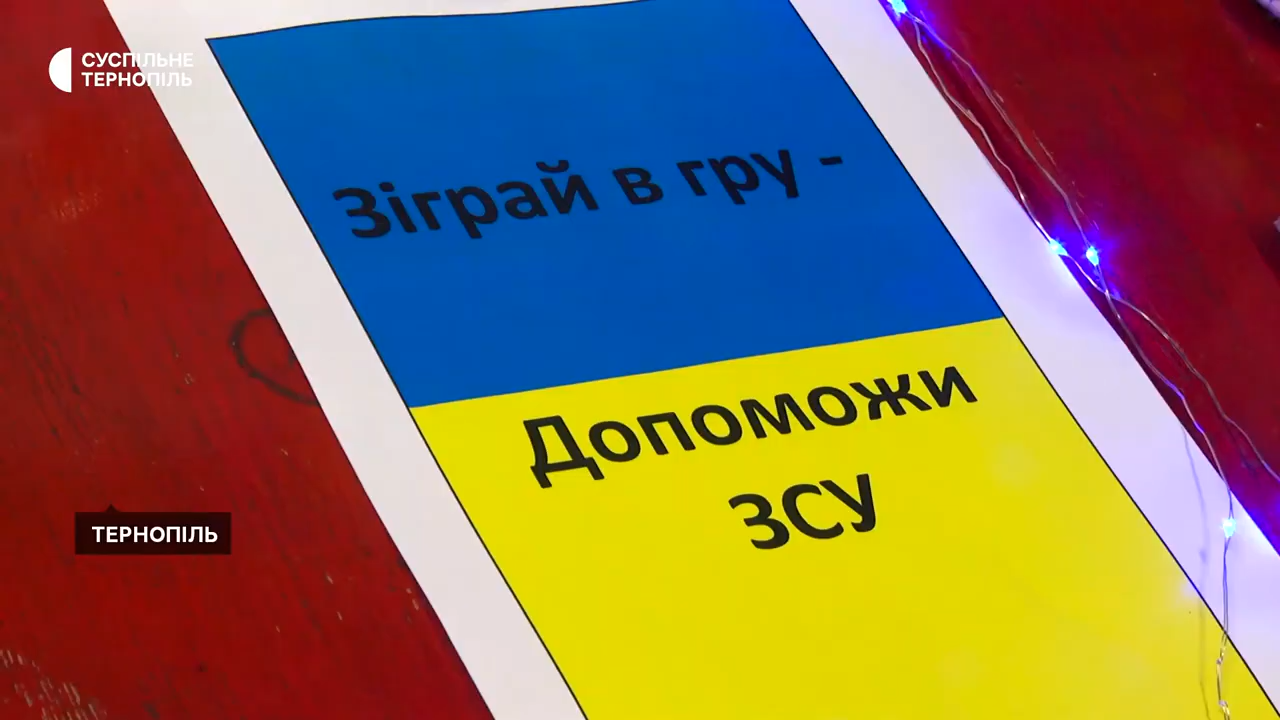 СУСПІЛЬНЕ
ТЕРНОПІЛЬ
Зіграй в гру -
Допоможи
ЗСУ
ТЕРНОПІЛЬ